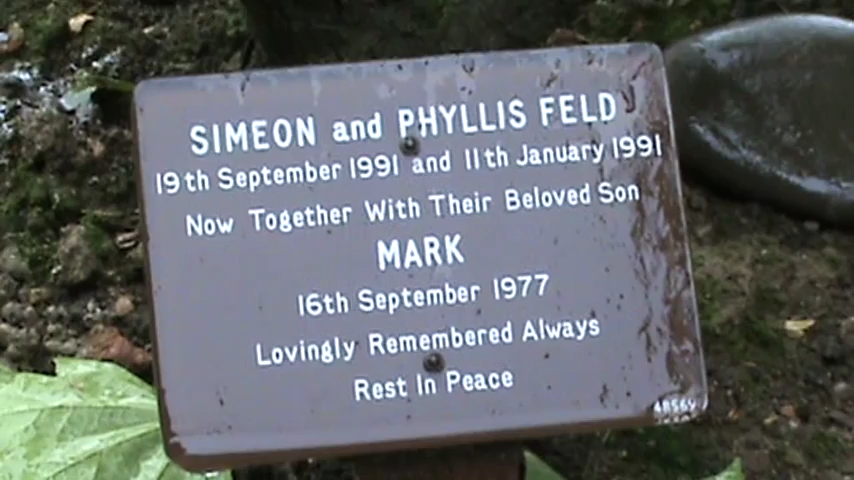 SIMEON and PHYLLIS FELD
19th September 1991 and 11th January 1991
Now Together With Their Beloved Son
MARK
16th September 1977
Lovingly Remembered Always
Rest In Peace
48569